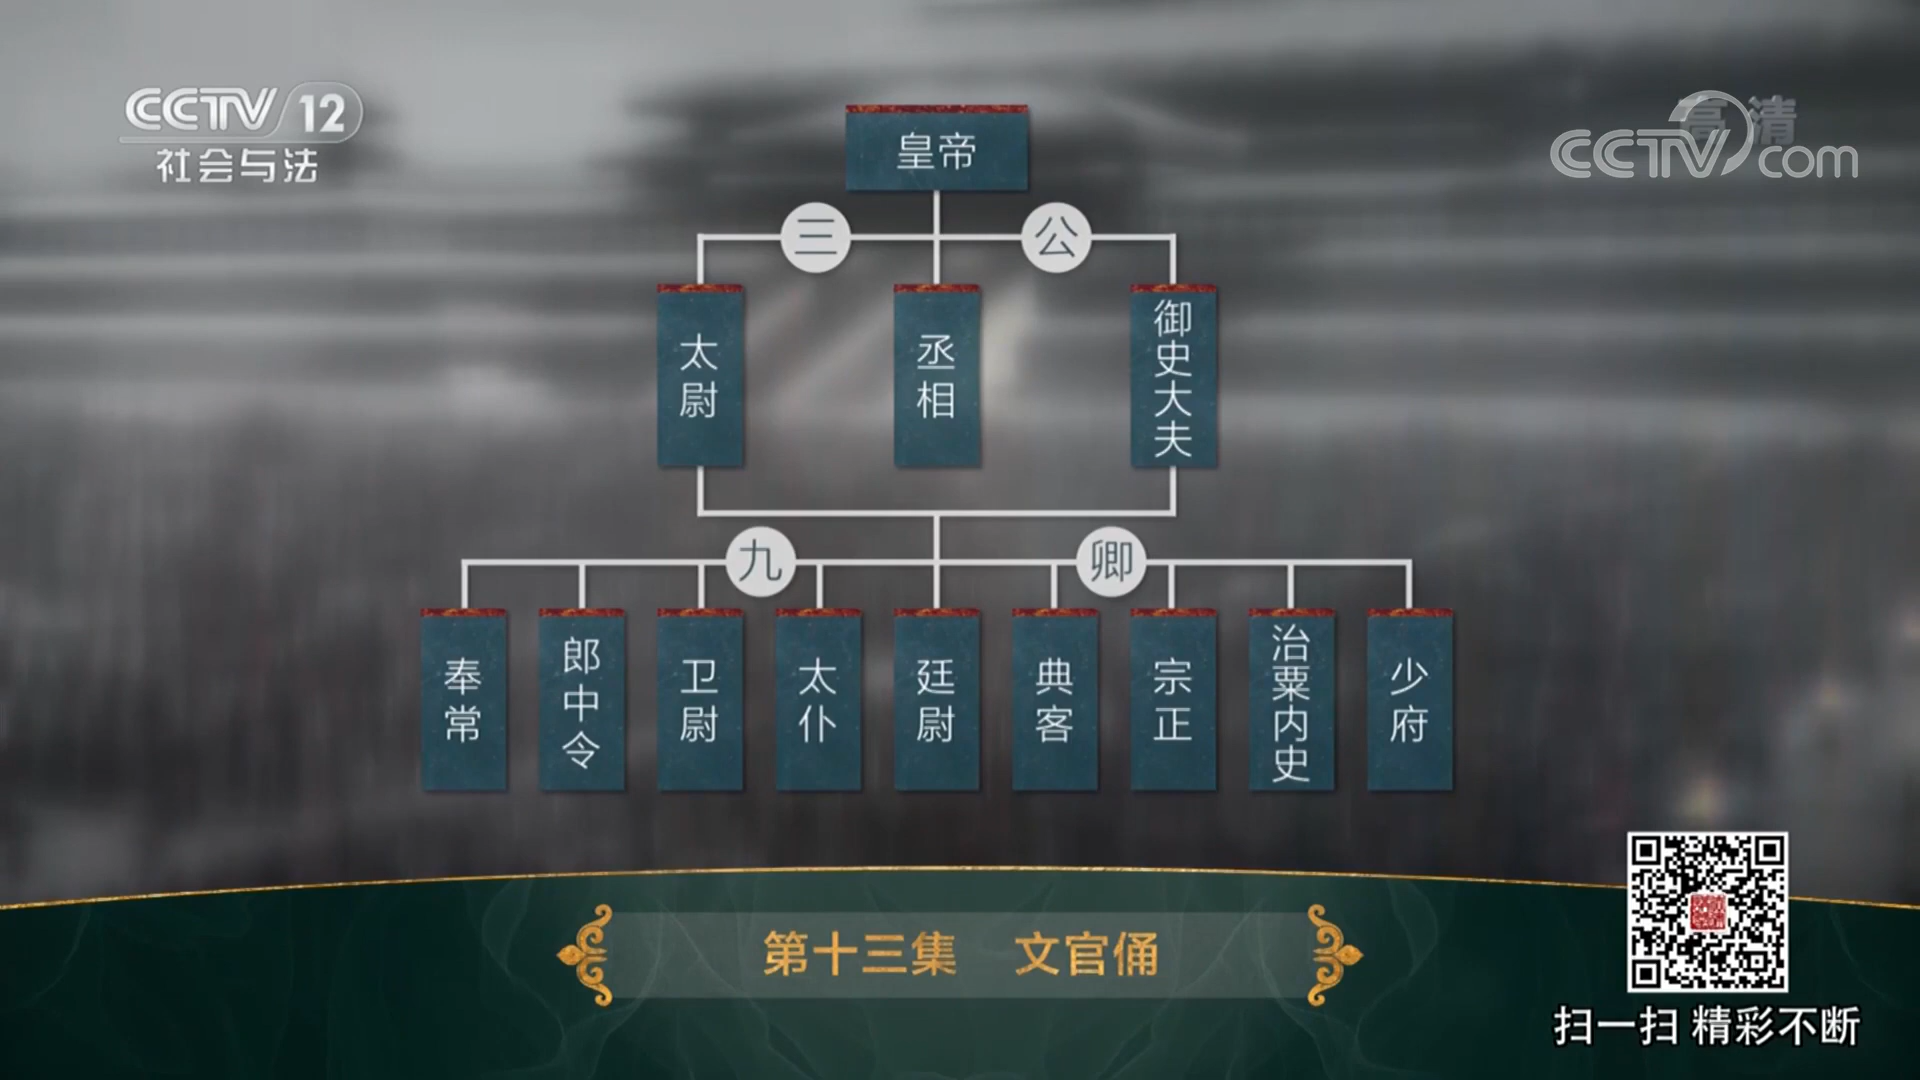 CCTV 12
社会与法
高清
CCTV com
皇帝
三
公
太尉
丞相
御史大夫
九
卿
奉常
郎中令
卫尉
太仆
廷尉
典客
宗正
治粟内史
少府
第十三集 文官俑
扫一扫 精彩不断